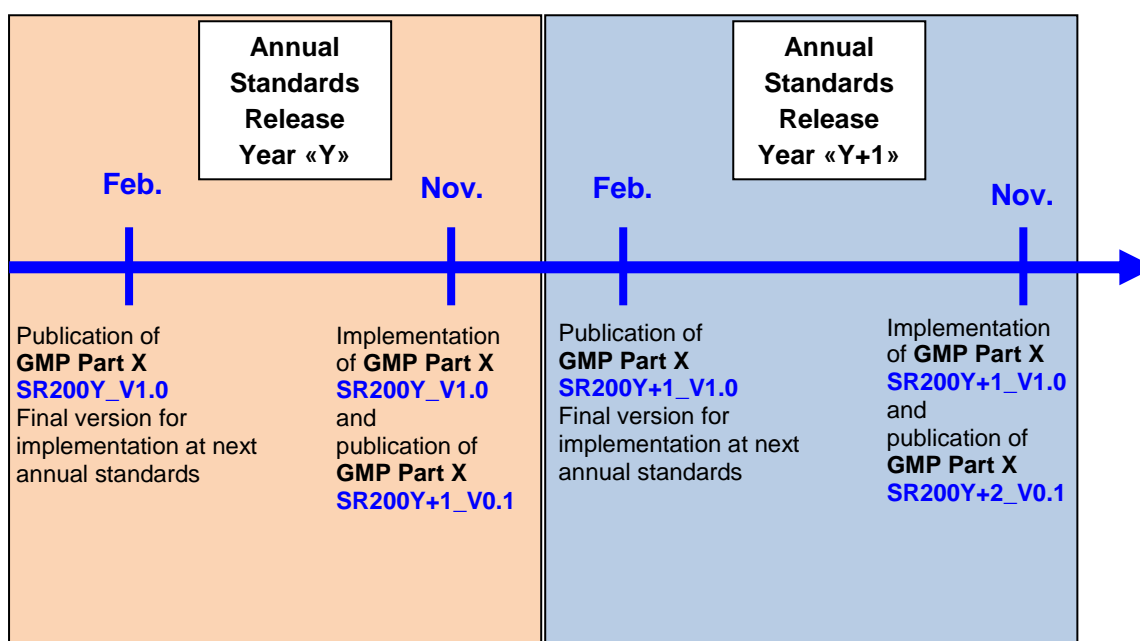 Annual
Standards
Release
Year «Y»
Annual
Standards
Release
Year «Y+1»
Feb.
Nov.
Feb.
Nov.
Publication of
GMP Part X
SR200Y_V1.0
Final version for
implementation at next
annual standards
Implementation
of GMP Part X
SR200Y_V1.0
and
publication of
GMP Part X
SR200Y+1_V0.1
Publication of
GMP Part X
SR200Y+1_V1.0
Final version for
implementation at next
annual standards
Implementation
of GMP Part X
SR200Y+1_V1.0
and
publication of
GMP Part X
SR200Y+2_V0.1